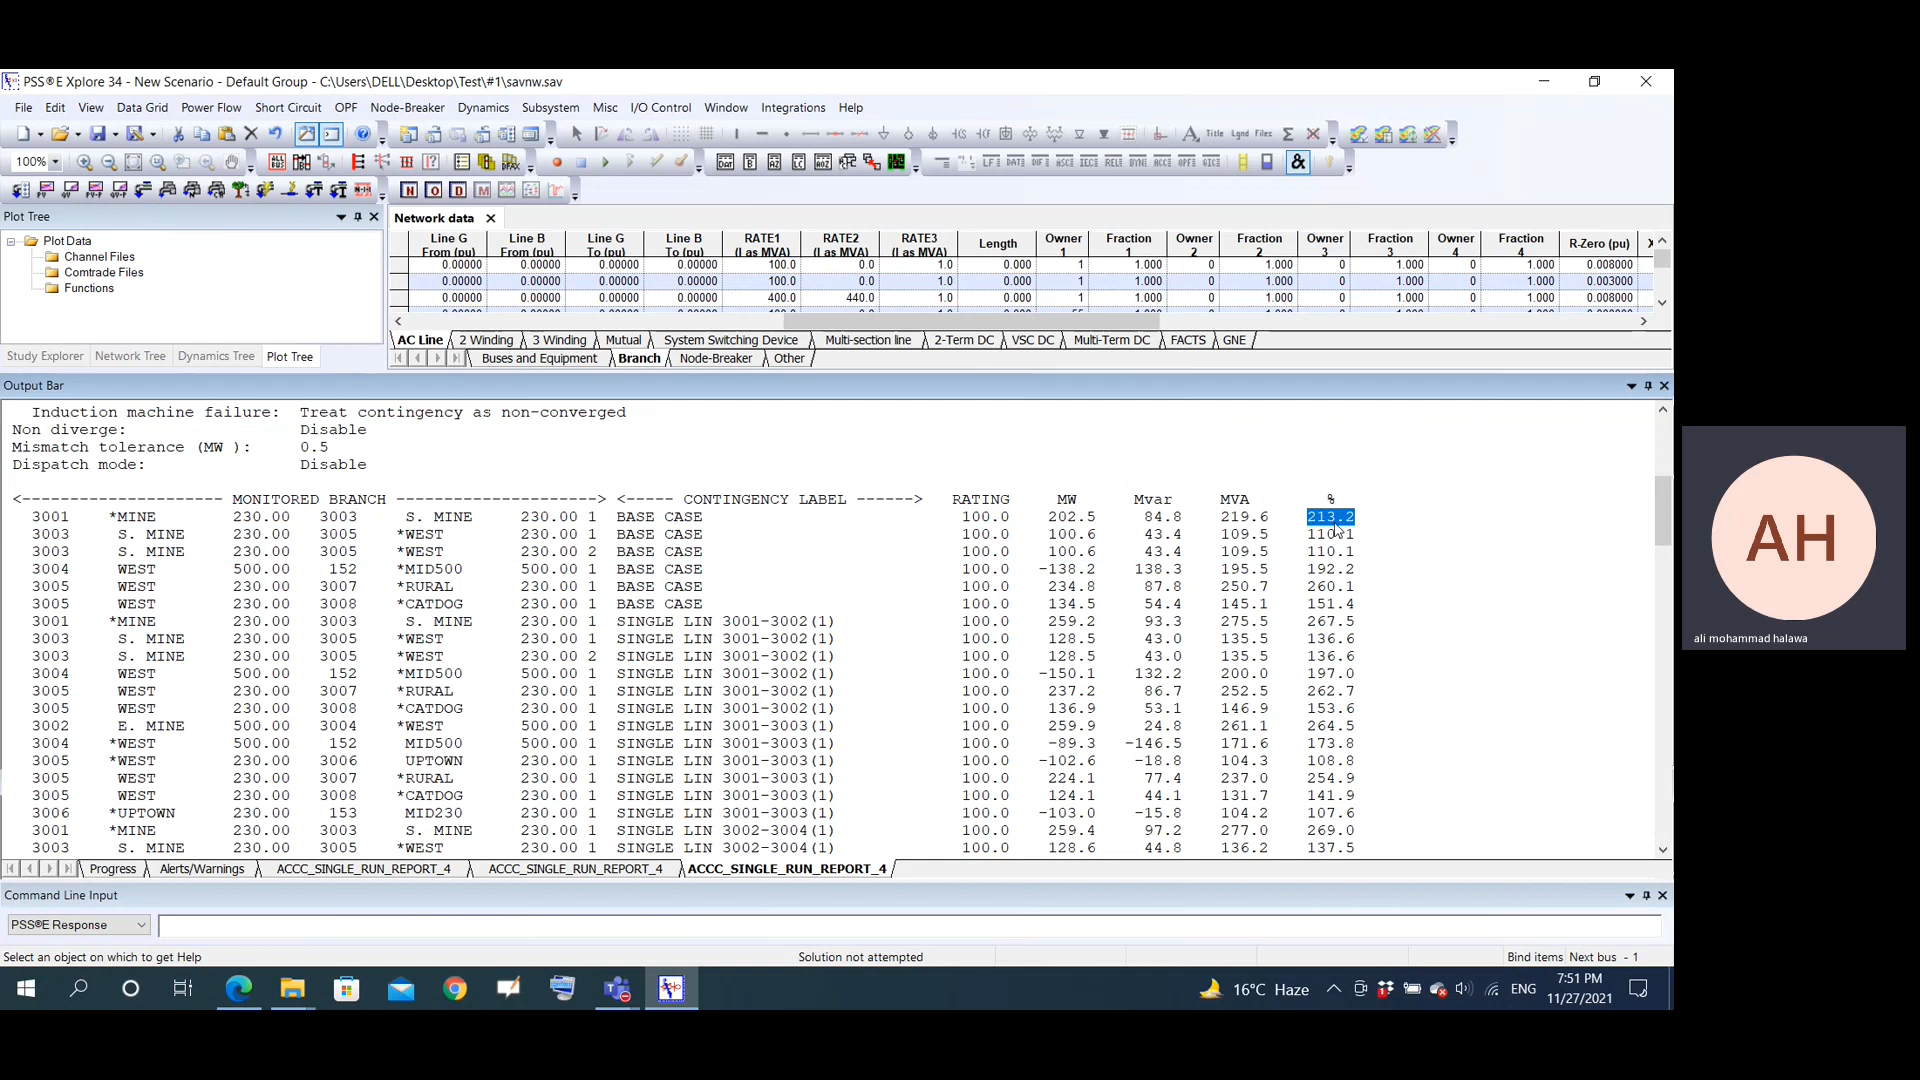 PSS®E Xplore 34 - New Scenario - Default Group - C:\Users\DELL\Desktop\Test\#1\savnw.sav
File Edit View Data Grid Power Flow Short Circuit OPF Node-Breaker Dynamics Subsystem Misc I/O Control Window Integrations Help
100%
Plot Tree
Plot Data
Channel Files
Comtrade Files
Functions
Study Explorer Network Tree Dynamics Tree Plot Tree
Network data
Line G From (pu) Line B From (pu) Line G To (pu) Line B To (pu) RATE1 (I as MVA) RATE2 (I as MVA) RATE3 (I as MVA) Length Owner 1 Fraction 1 Owner 2 Fraction 2 Owner 3 Fraction 3 Owner 4 Fraction 4 R-Zero (pu)
0.00000 0.00000 0.00000 0.00000 100.0 0.0 1.0 0.000 1 1.000 0 1.000 0 1.000 0 1.000 0.008000
0.00000 0.00000 0.00000 0.00000 100.0 0.0 1.0 0.000 1 1.000 0 1.000 0 1.000 0 1.000 0.003000
0.00000 0.00000 0.00000 0.00000 400.0 440.0 1.0 0.000 1 1.000 0 1.000 0 1.000 0 1.000 0.008000
AC Line 2 Winding 3 Winding Mutual System Switching Device Multi-section line 2-Term DC VSC DC Multi-Term DC FACTS GNE
Buses and Equipment Branch Node-Breaker Other
Output Bar
Induction machine failure: Treat contingency as non-converged
Non diverge: Disable
Mismatch tolerance (MW ): 0.5
Dispatch mode: Disable
<---------------------- MONITORED BRANCH ---------------------> <----- CONTINGENCY LABEL ------> RATING MW Mvar MVA %
3001 *MINE 230.00 3003 S. MINE 230.00 1 BASE CASE 100.0 202.5 84.8 219.6 213.2
3003 S. MINE 230.00 3005 *WEST 230.00 1 BASE CASE 100.0 100.6 43.4 109.5 110.1
3003 S. MINE 230.00 3005 *WEST 230.00 2 BASE CASE 100.0 100.6 43.4 109.5 110.1
3004 WEST 500.00 152 *MID500 500.00 1 BASE CASE 100.0 -138.2 138.3 195.5 192.2
3005 WEST 230.00 3007 *RURAL 230.00 1 BASE CASE 100.0 234.8 87.8 250.7 260.1
3005 WEST 230.00 3008 *CATDOG 230.00 1 BASE CASE 100.0 134.5 54.4 145.1 151.4
3001 *MINE 230.00 3003 S. MINE 230.00 1 SINGLE LIN 3001-3002(1) 100.0 259.2 93.3 275.5 267.5
3003 S. MINE 230.00 3005 *WEST 230.00 1 SINGLE LIN 3001-3002(1) 100.0 128.5 43.0 135.5 136.6
3003 S. MINE 230.00 3005 *WEST 230.00 2 SINGLE LIN 3001-3002(1) 100.0 128.5 43.0 135.5 136.6
3004 WEST 500.00 152 *MID500 500.00 1 SINGLE LIN 3001-3002(1) 100.0 -150.1 132.2 200.0 197.0
3005 WEST 230.00 3007 *RURAL 230.00 1 SINGLE LIN 3001-3002(1) 100.0 237.2 86.7 252.5 262.7
3005 WEST 230.00 3008 *CATDOG 230.00 1 SINGLE LIN 3001-3002(1) 100.0 136.9 53.1 146.9 153.6
3002 E. MINE 500.00 3004 *WEST 500.00 1 SINGLE LIN 3001-3003(1) 100.0 259.9 24.8 261.1 264.5
3004 *WEST 500.00 152 MID500 500.00 1 SINGLE LIN 3001-3003(1) 100.0 -89.3 -146.5 171.6 173.8
3005 *WEST 230.00 3006 UPTOWN 230.00 1 SINGLE LIN 3001-3003(1) 100.0 -102.6 -18.8 104.3 108.8
3005 WEST 230.00 3007 *RURAL 230.00 1 SINGLE LIN 3001-3003(1) 100.0 224.1 77.4 237.0 254.9
3005 WEST 230.00 3008 *CATDOG 230.00 1 SINGLE LIN 3001-3003(1) 100.0 124.1 44.1 131.7 141.9
3006 *UPTOWN 230.00 153 MID230 230.00 1 SINGLE LIN 3001-3003(1) 100.0 -103.0 -15.8 104.2 107.6
3001 *MINE 230.00 3003 S. MINE 230.00 1 SINGLE LIN 3002-3004(1) 100.0 259.4 97.2 277.0 269.0
3003 S. MINE 230.00 3005 *WEST 230.00 1 SINGLE LIN 3002-3004(1) 100.0 128.6 44.8 136.2 137.5
Progress Alerts/Warnings ACCC_SINGLE_RUN_REPORT_4 ACCC_SINGLE_RUN_REPORT_4 ACCC_SINGLE_RUN_REPORT_4
Command Line Input
PSS®E Response
Select an object on which to get Help Solution not attempted Bind items Next bus - 1
16°C Haze ENG 7:51 PM
11/27/2021
AH
ali mohammad halawa